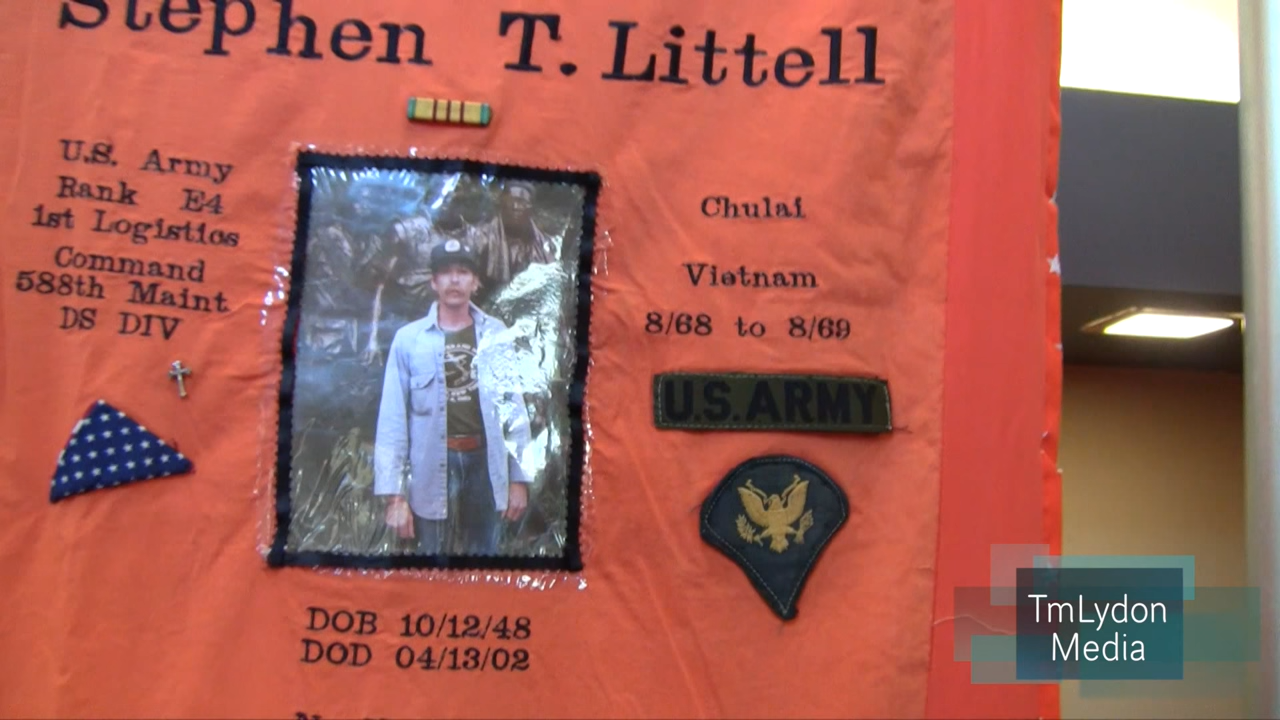 Stephen T. Littell
U.S. Army
Rank E4
1st Logistics
Command
588th Maint
DS DIV
Chulai
Vietnam
8/68 to 8/69
U.S. ARMY
DOB 10/12/48
DOD 04/13/02
TmLydon
Media